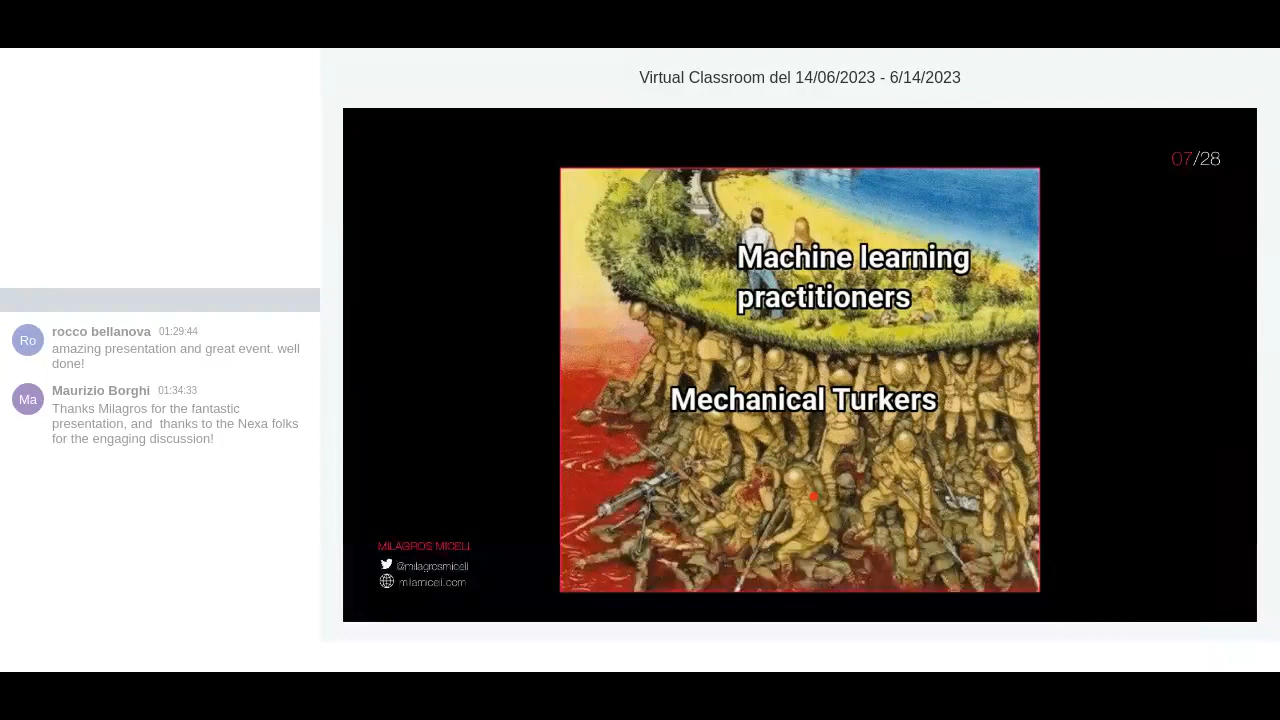 Virtual Classroom del 14/06/2023 - 6/14/2023
07/28
Machine learning
practitioners
Mechanical Turkers
MILAGROS MICELI
@milagrosmiceli
milamiceli.com
Ro
rocco bellanova 01:29:44
amazing presentation and great event. well
done!
Ma
Maurizio Borghi 01:34:33
Thanks Milagros for the fantastic
presentation, and  thanks to the Nexa folks
for the engaging discussion!